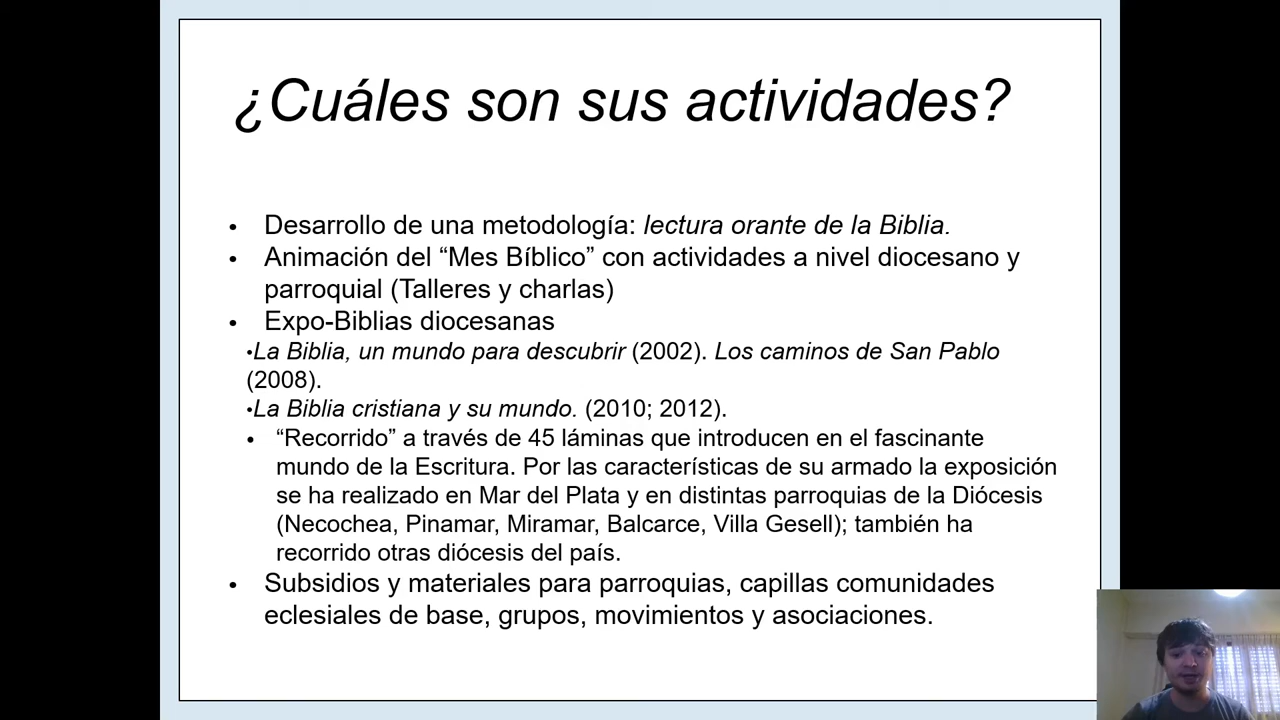 ¿Cuáles son sus actividades?
• Desarrollo de una metodología: lectura orante de la Biblia.
• Animación del “Mes Bíblico” con actividades a nivel diocesano y
parroquial (Talleres y charlas)
• Expo-Biblias diocesanas
•La Biblia, un mundo para descubrir (2002). Los caminos de San Pablo
(2008).
•La Biblia cristiana y su mundo. (2010; 2012).
• “Recorrido” a través de 45 láminas que introducen en el fascinante
mundo de la Escritura. Por las características de su armado la exposición
se ha realizado en Mar del Plata y en distintas parroquias de la Diócesis
(Necochea, Pinamar, Miramar, Balcarce, Villa Gesell); también ha
recorrido otras diócesis del país.
• Subsidios y materiales para parroquias, capillas comunidades
eclesiales de base, grupos, movimientos y asociaciones.